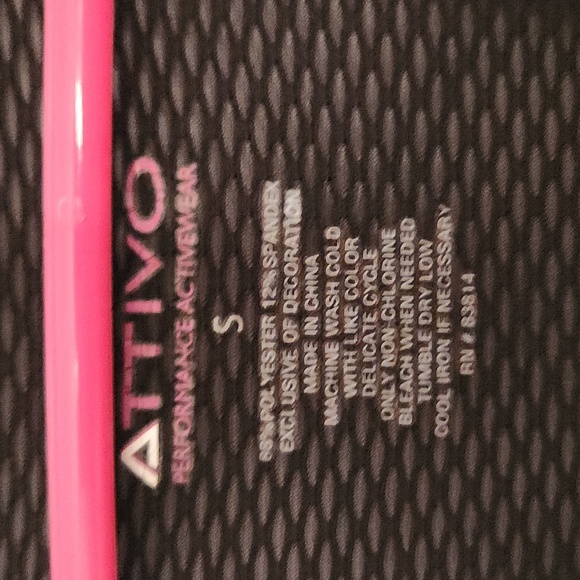 ATTIVO
PERFORMANCE ACTIVEWEAR
S
88% POLYESTER 12% SPANDEX
EXCLUSIVE OF DECORATION
MADE IN CHINA
MACHINE WASH COLD
WITH LIKE COLOR
DELICATE CYCLE
ONLY NON-CHLORINE
BLEACH WHEN NEEDED
TUMBLE DRY LOW
COOL IRON IF NECESSARY
RN # 83814